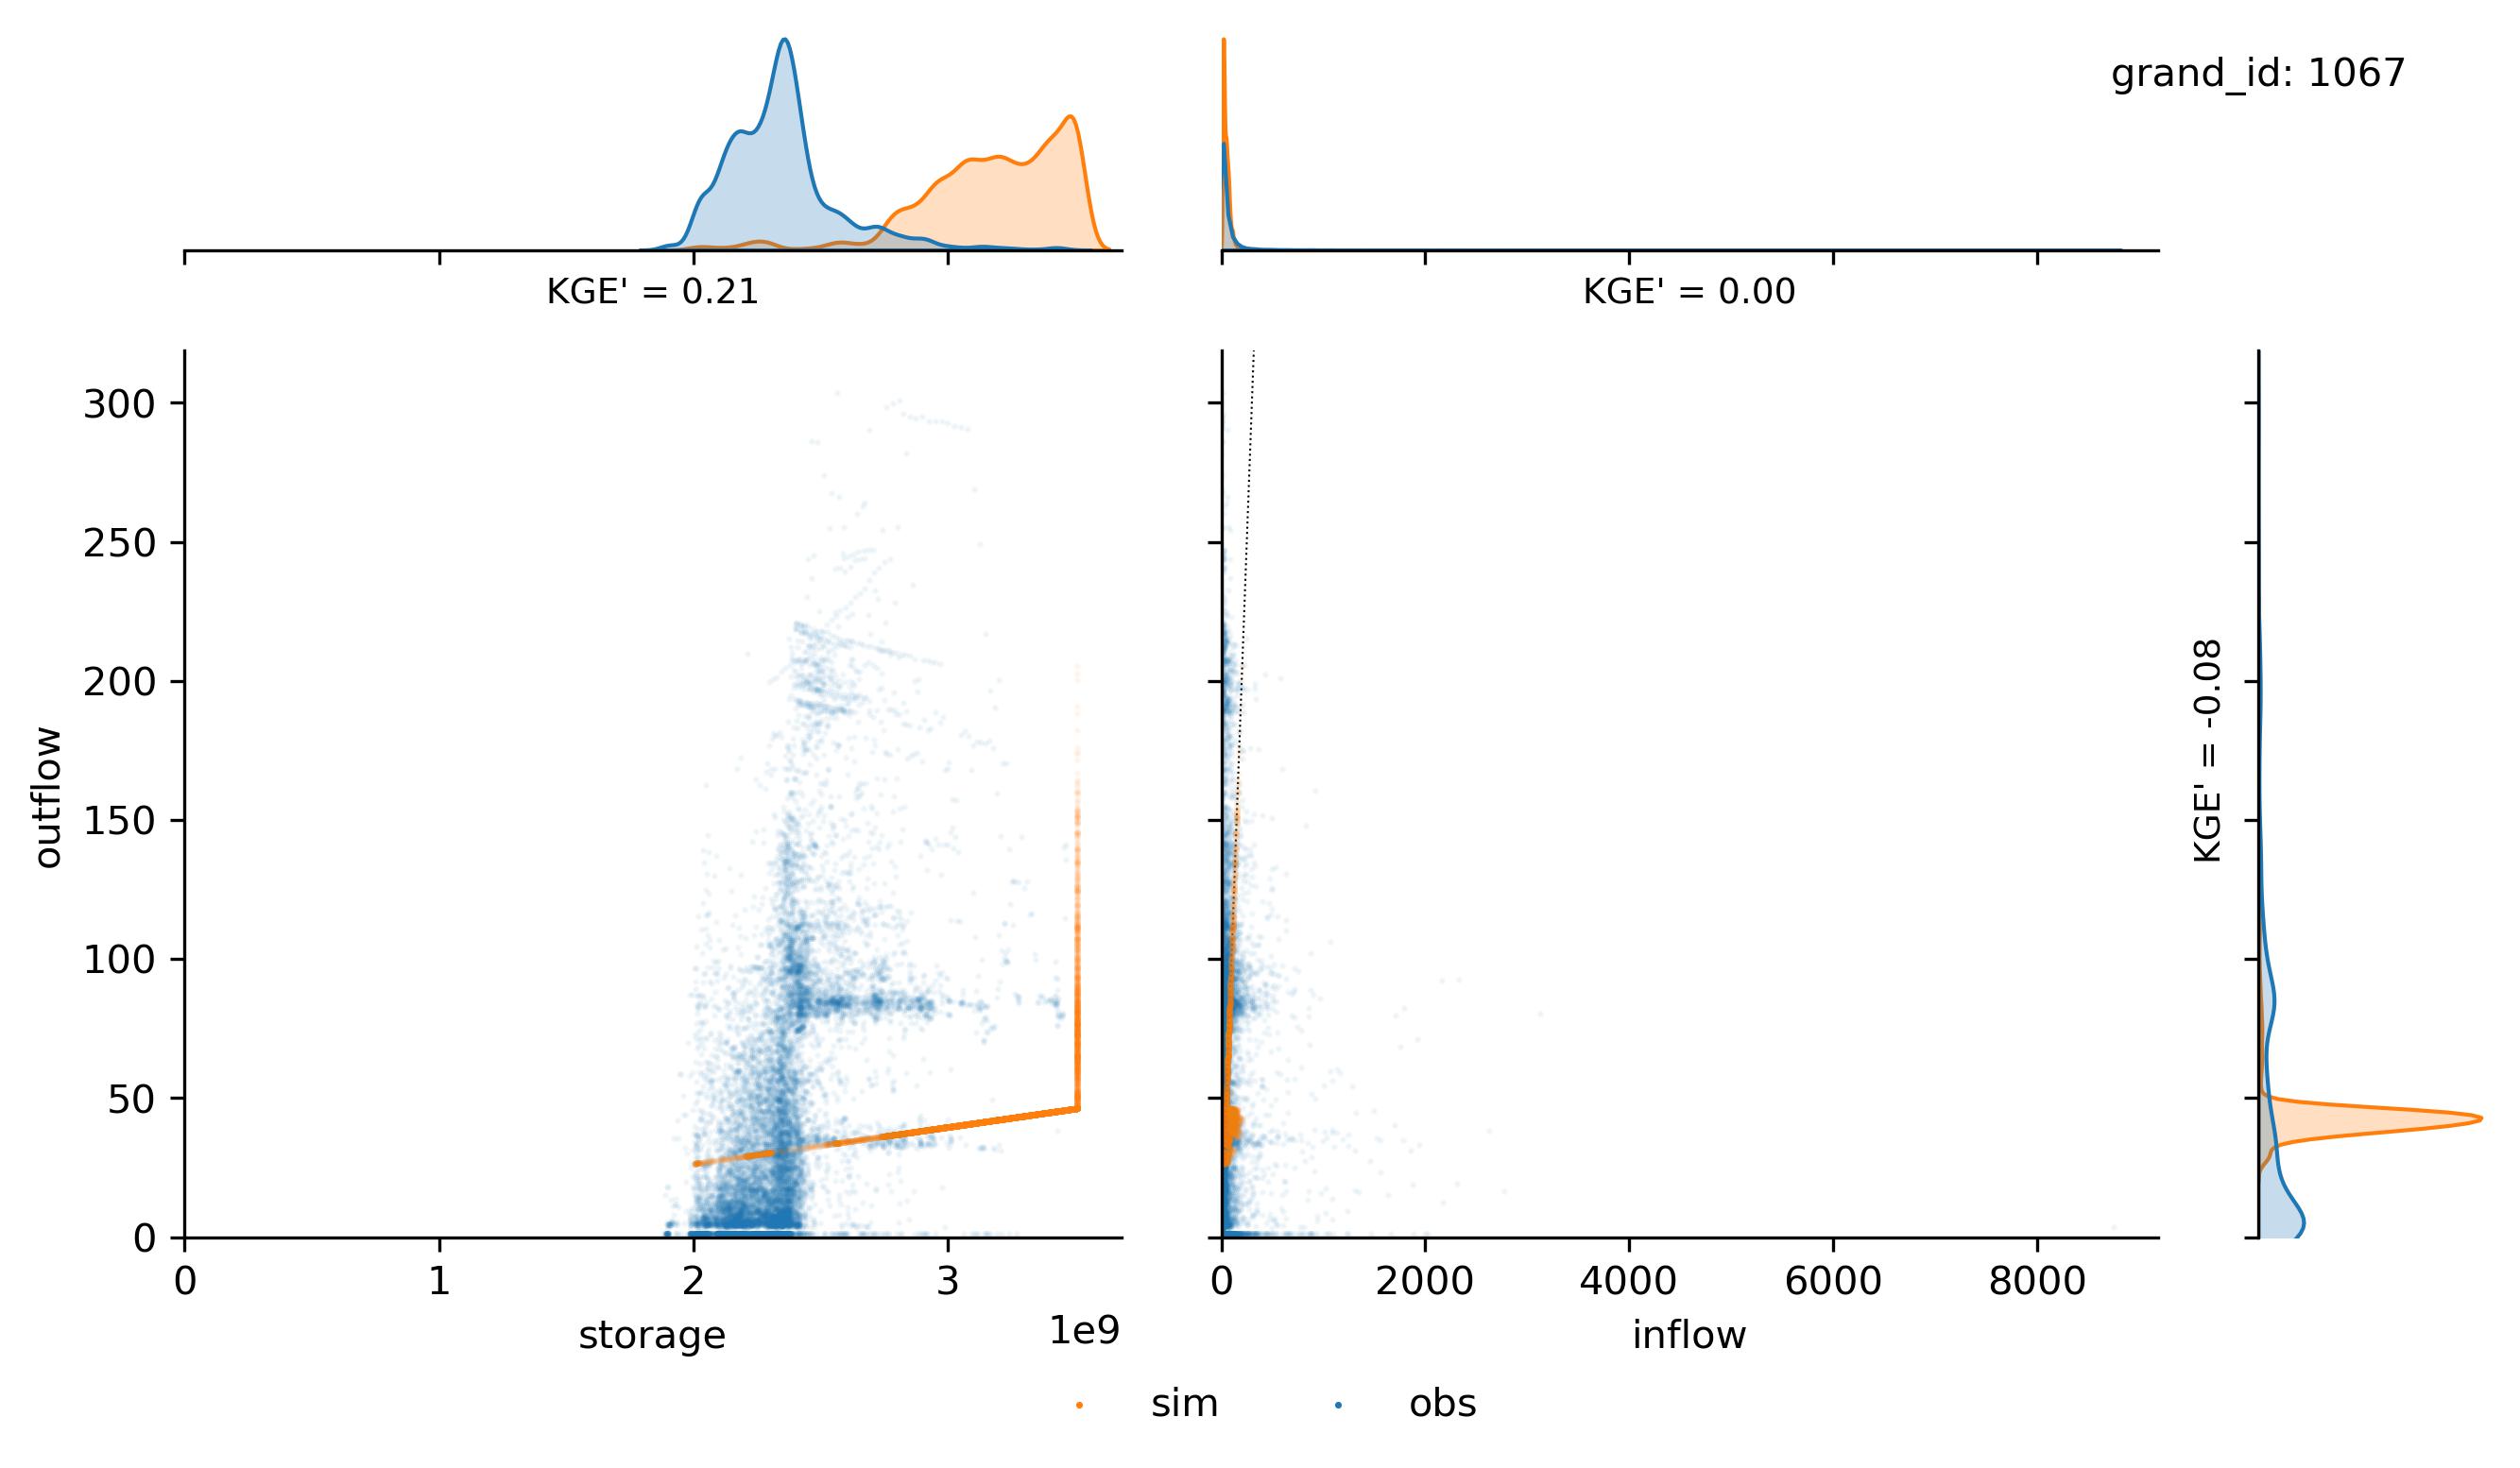 grand_id: 1067
KGE' = 0.21
KGE' = 0.00
300
250
200
150
100
50
0
outflow
KGE' = -0.08
0 1 2 3
1e9
storage
0 2000 4000 6000 8000
inflow
sim obs